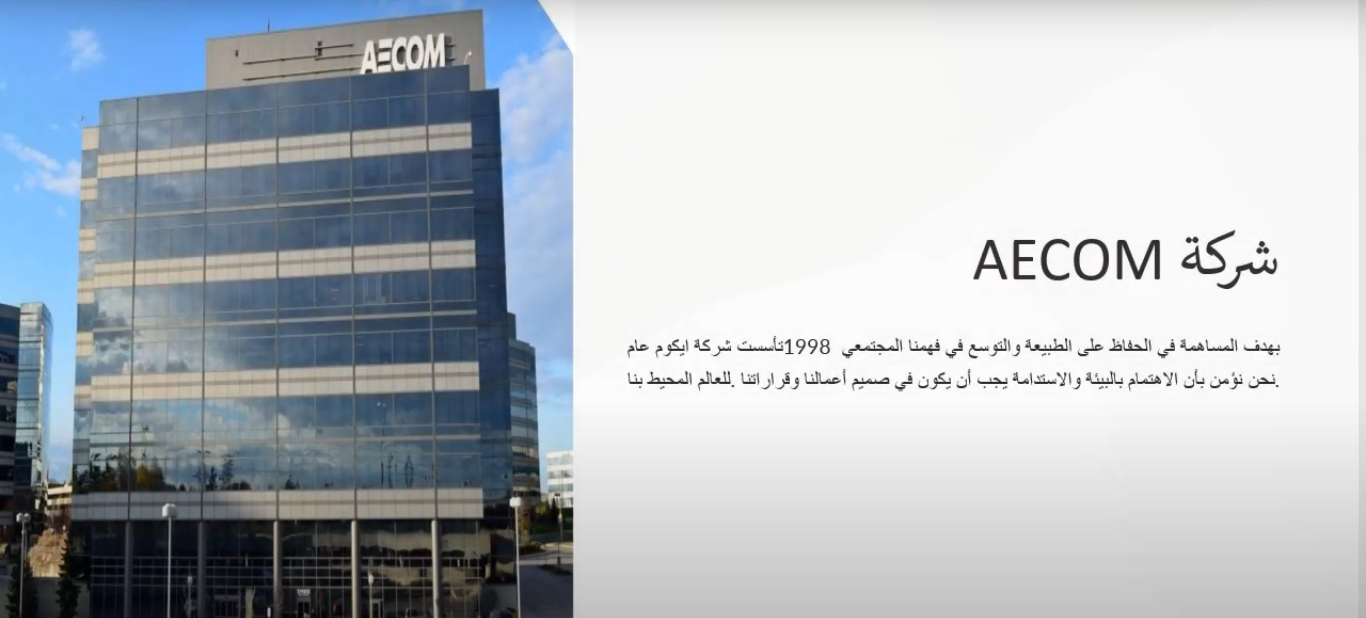 AECOM
شركة AECOM
بهدف المساهمة في الحفاظ على الطبيعة والتوسع في فهمنا المجتمعي 1998تأسست شركة ايكوم عام
.نحن نؤمن بأن الاهتمام بالبيئة والاستدامة يجب أن يكون في صميم أعمالنا وقراراتنا .للعالم المحيط بنا